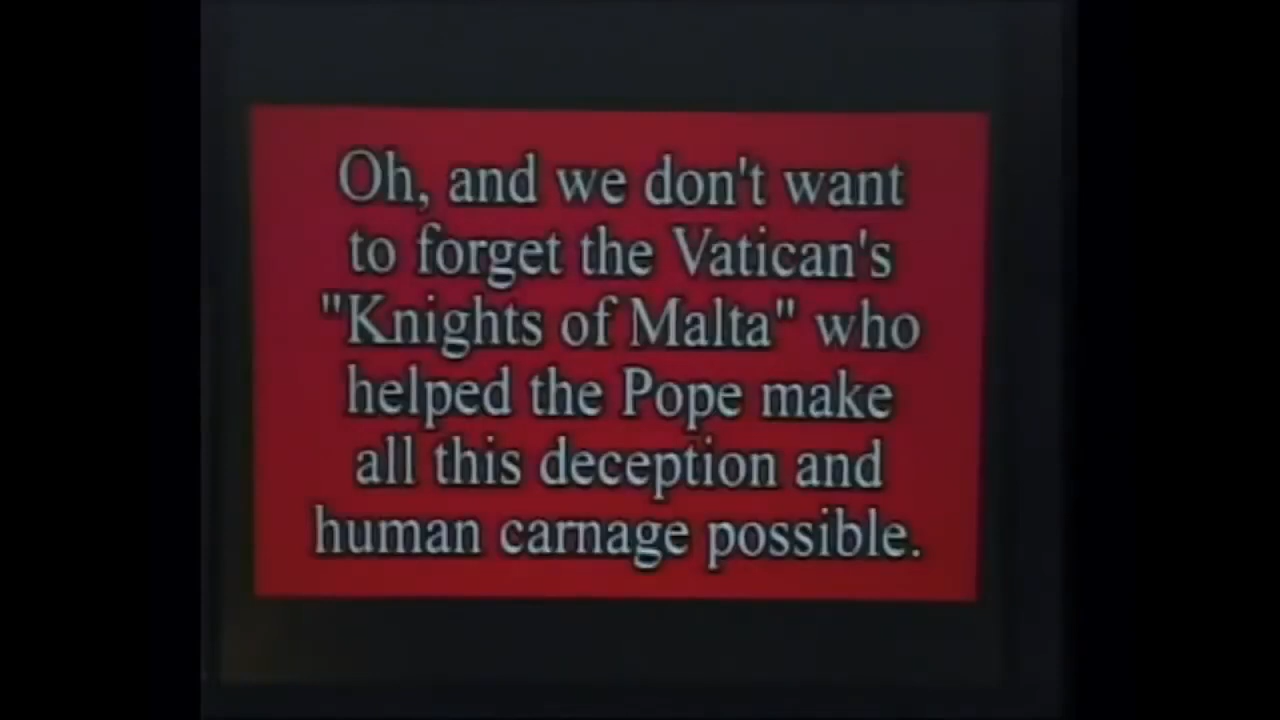 Oh, and we don't want
to forget the Vatican's
"Knights of Malta" who
helped the Pope make
all this deception and
human carnage possible.